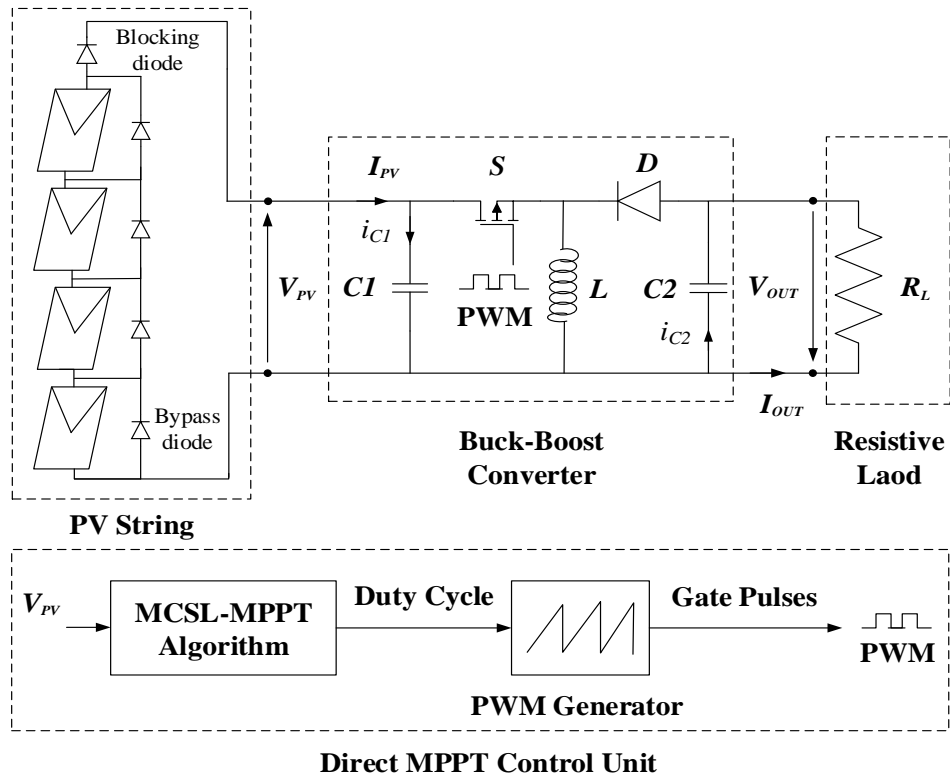 Blocking
diode
Bypass
diode
PV String
V_PV
I_PV
i_C1
C1
S
PWM
L
D
C2
i_C2
V_OUT
I_OUT
R_L
Buck-Boost
Converter
Resistive
Laod
V_PV
MCSL-MPPT
Algorithm
Duty Cycle
PWM Generator
Gate Pulses
PWM
Direct MPPT Control Unit